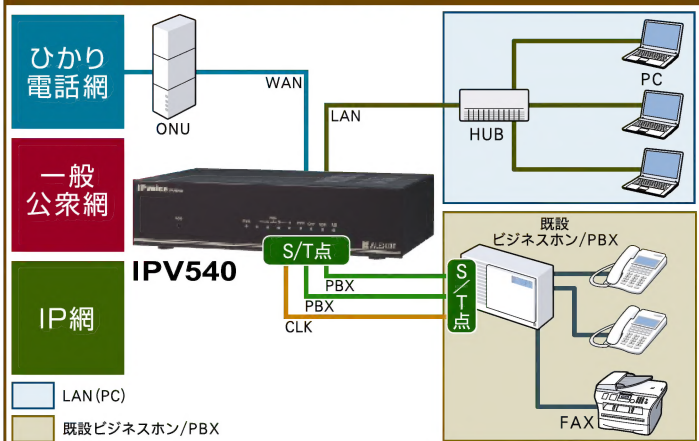 ひかり
電話網
ONU
WAN
LAN
HUB
PC
一般
公衆網
S/T点
IPV540
PBX
PBX
CLK
既設
ビジネスホン/PBX
S/T点
FAX
IP網
LAN(PC)
既設ビジネスホン/PBX